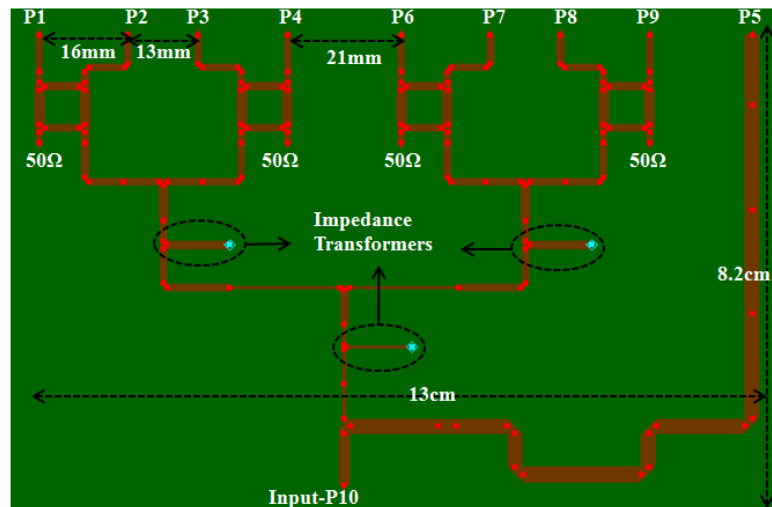 P1 P2 P3 P4 P6 P7 P8 P9 P5
16mm 13mm 21mm
50Ω 50Ω 50Ω 50Ω
Impedance
Transformers
8.2cm
13cm
Input-P10